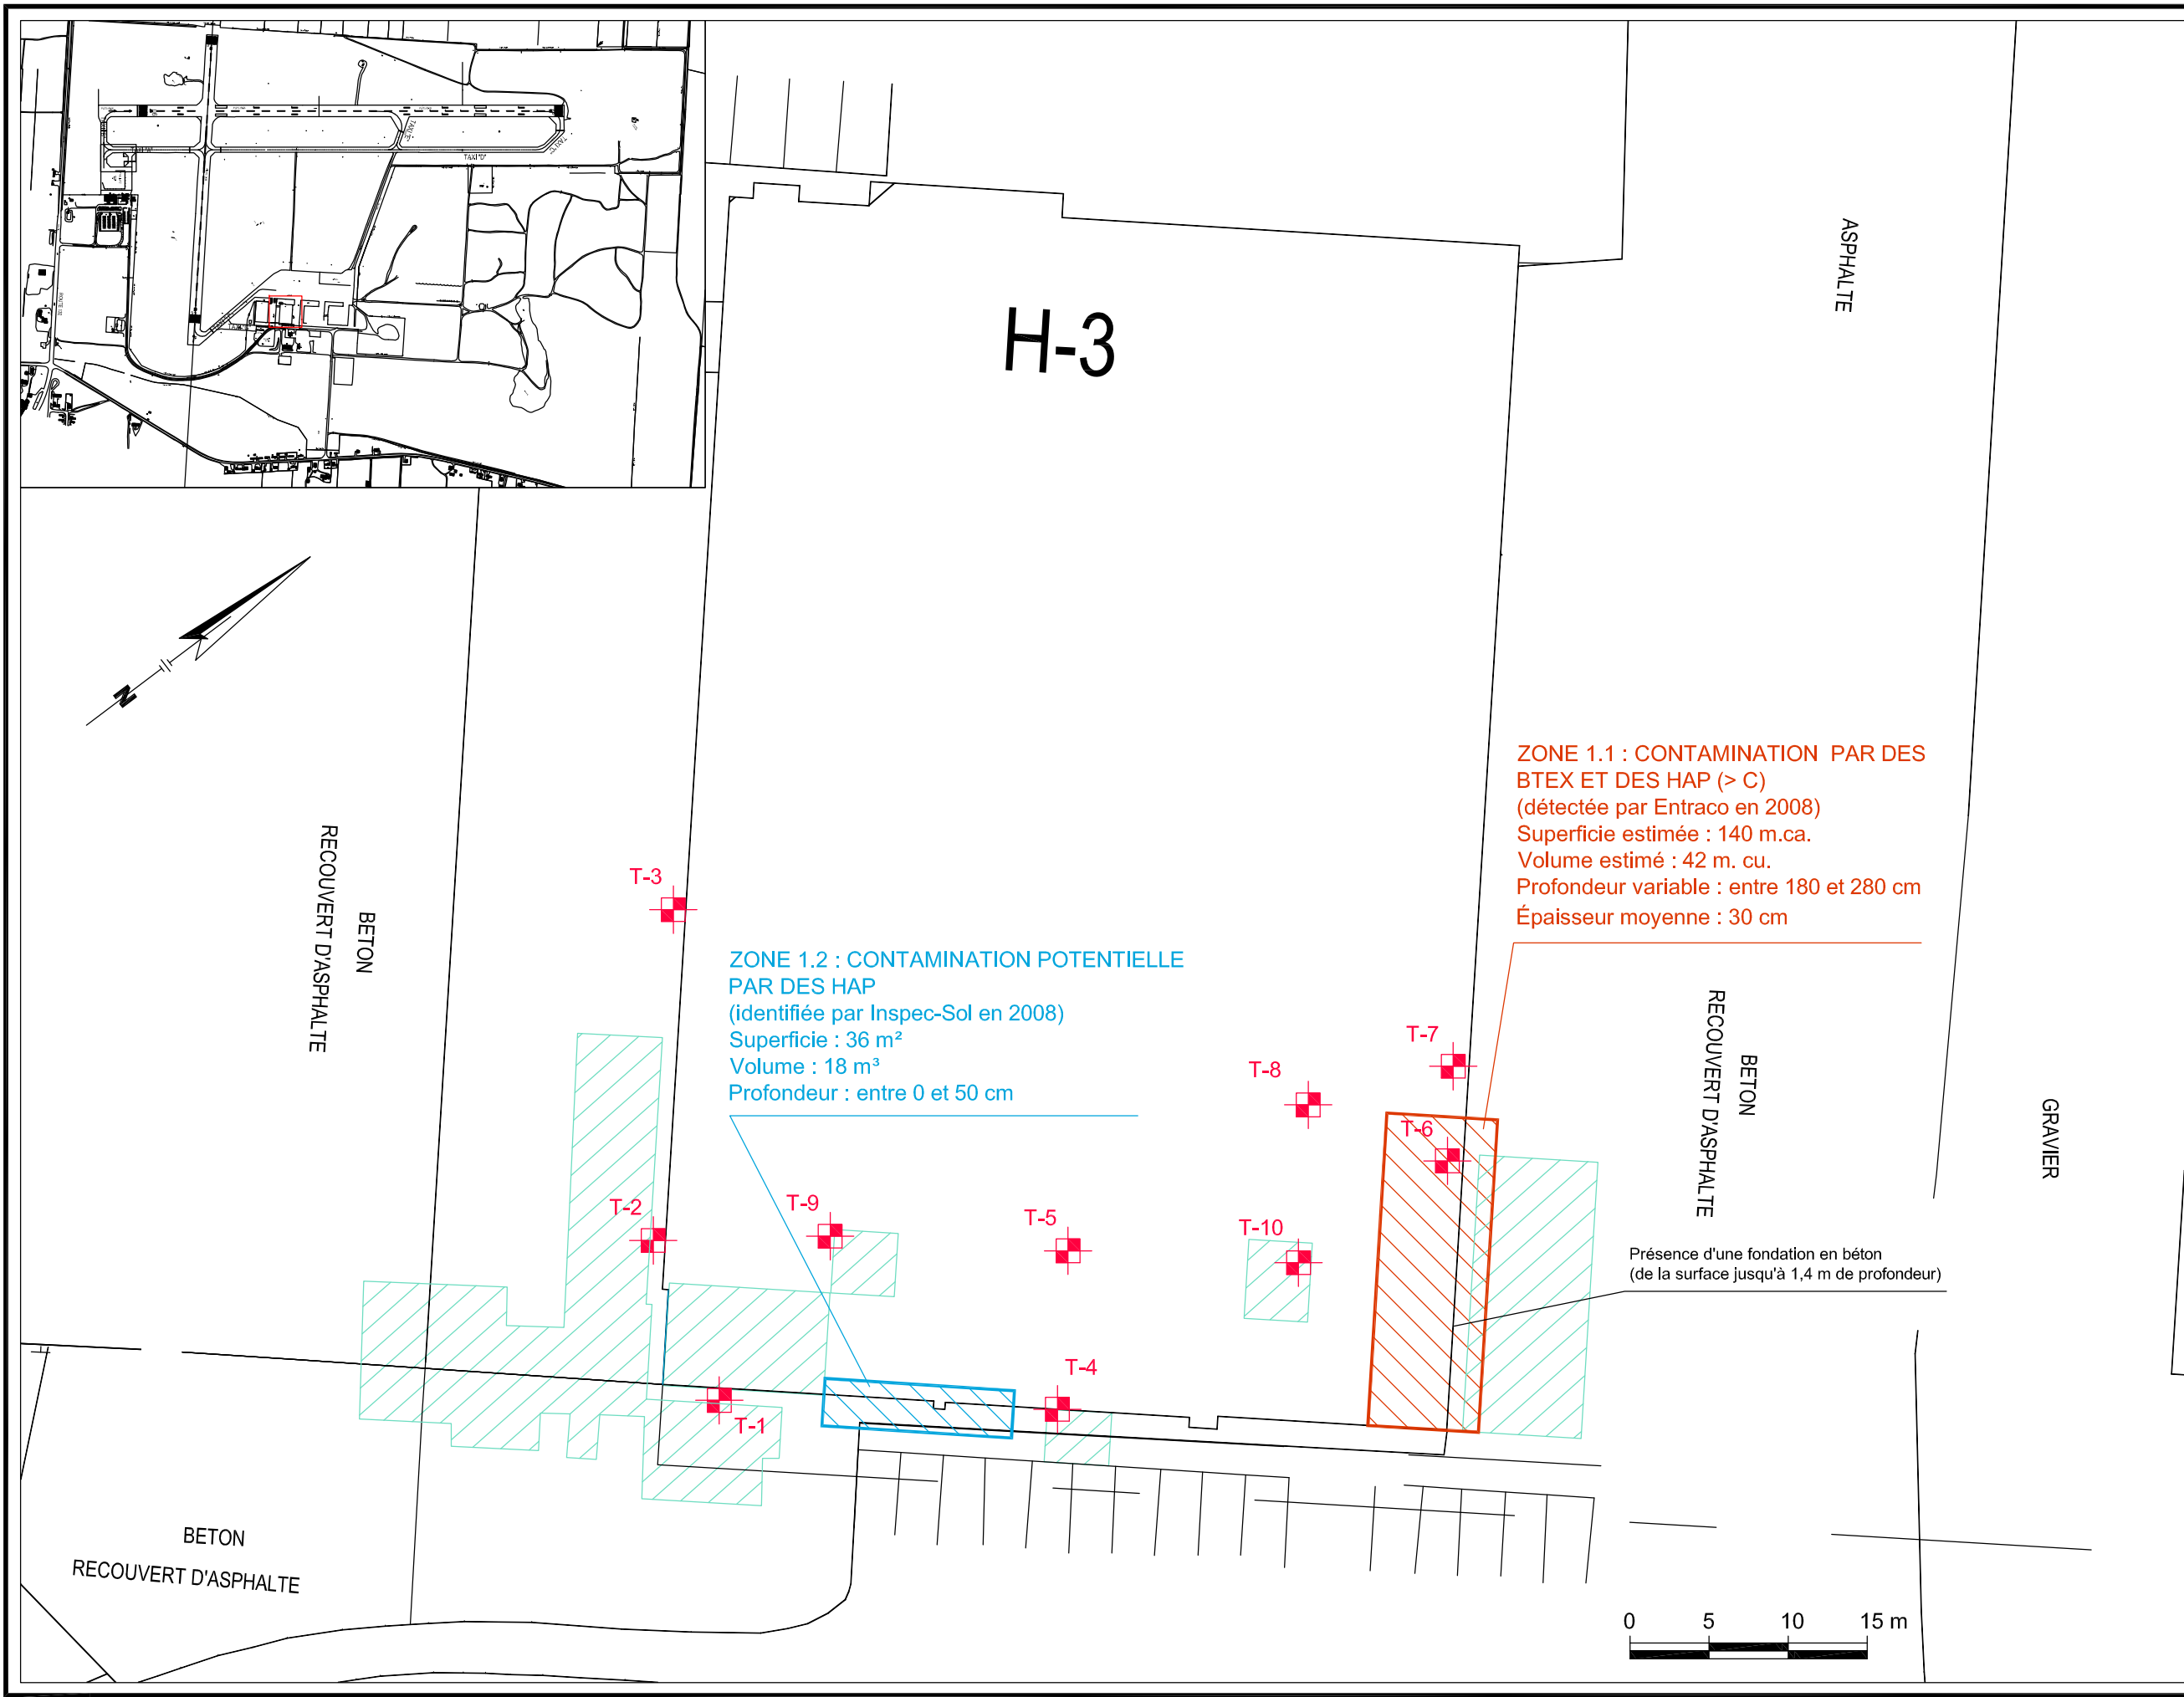 TAXI "D"
H-3
ASPHALTE
N
ZONE 1.1 : CONTAMINATION PAR DES
BTEX ET DES HAP (> C)
(détectée par Entraco en 2008)
Superficie estimée : 140 m.ca.
Volume estimé : 42 m. cu.
Profondeur variable : entre 180 et 280 cm
Épaisseur moyenne : 30 cm
BETON
RECOUVERT D'ASPHALTE
T-3
ZONE 1.2 : CONTAMINATION POTENTIELLE
PAR DES HAP
(identifiée par Inspec-Sol en 2008)
Superficie : 36 m²
Volume : 18 m³
Profondeur : entre 0 et 50 cm
T-7
T-8
T-6
BETON
RECOUVERT D'ASPHALTE
GRAVIER
T-2
T-9
T-5
T-10
Présence d'une fondation en béton
(de la surface jusqu'à 1,4 m de profondeur)
T-4
T-1
BETON
RECOUVERT D'ASPHALTE
0 5 10 15 m